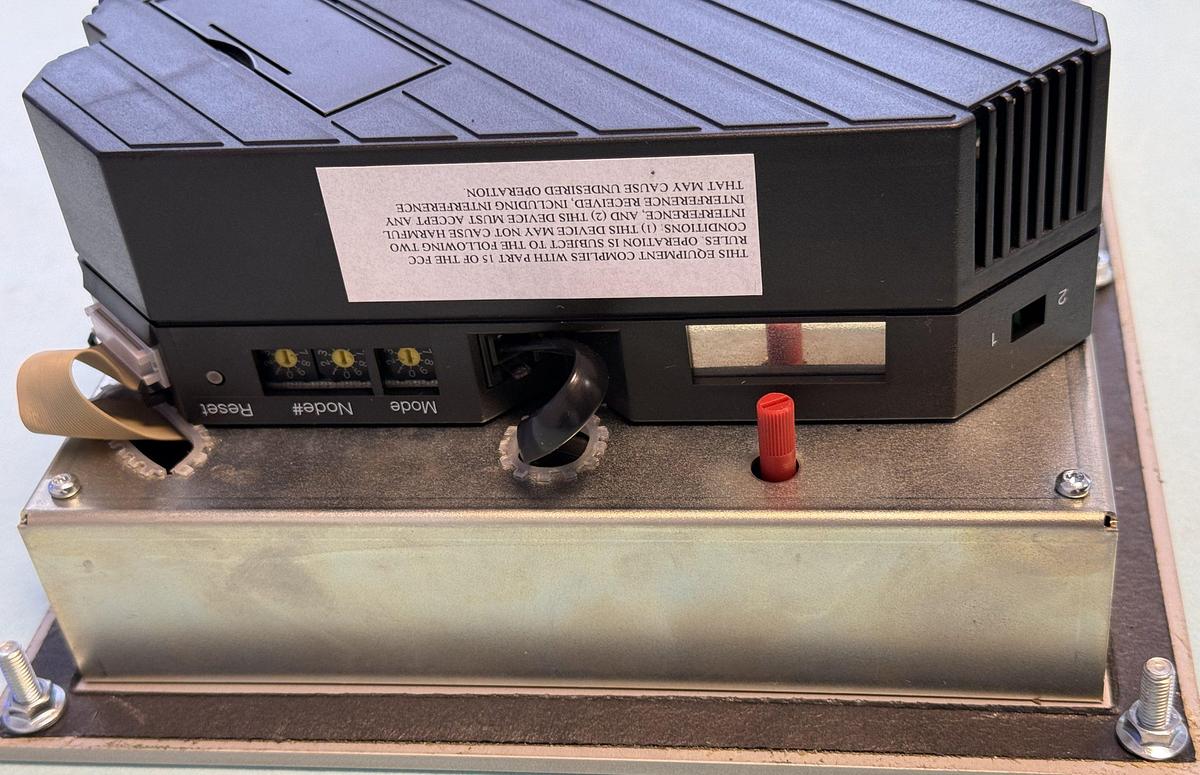 THIS EQUIPMENT COMPLIES WITH PART 15 OF THE FCC
RULES. OPERATION IS SUBJECT TO THE FOLLOWING TWO
CONDITIONS: (1) THIS DEVICE MAY NOT CAUSE HARMFUL
INTERFERENCE, AND (2) THIS DEVICE MUST ACCEPT ANY
INTERFERENCE RECEIVED, INCLUDING INTERFERENCE
THAT MAY CAUSE UNDESIRED OPERATION.
Mode
Node#
Reset
1
2